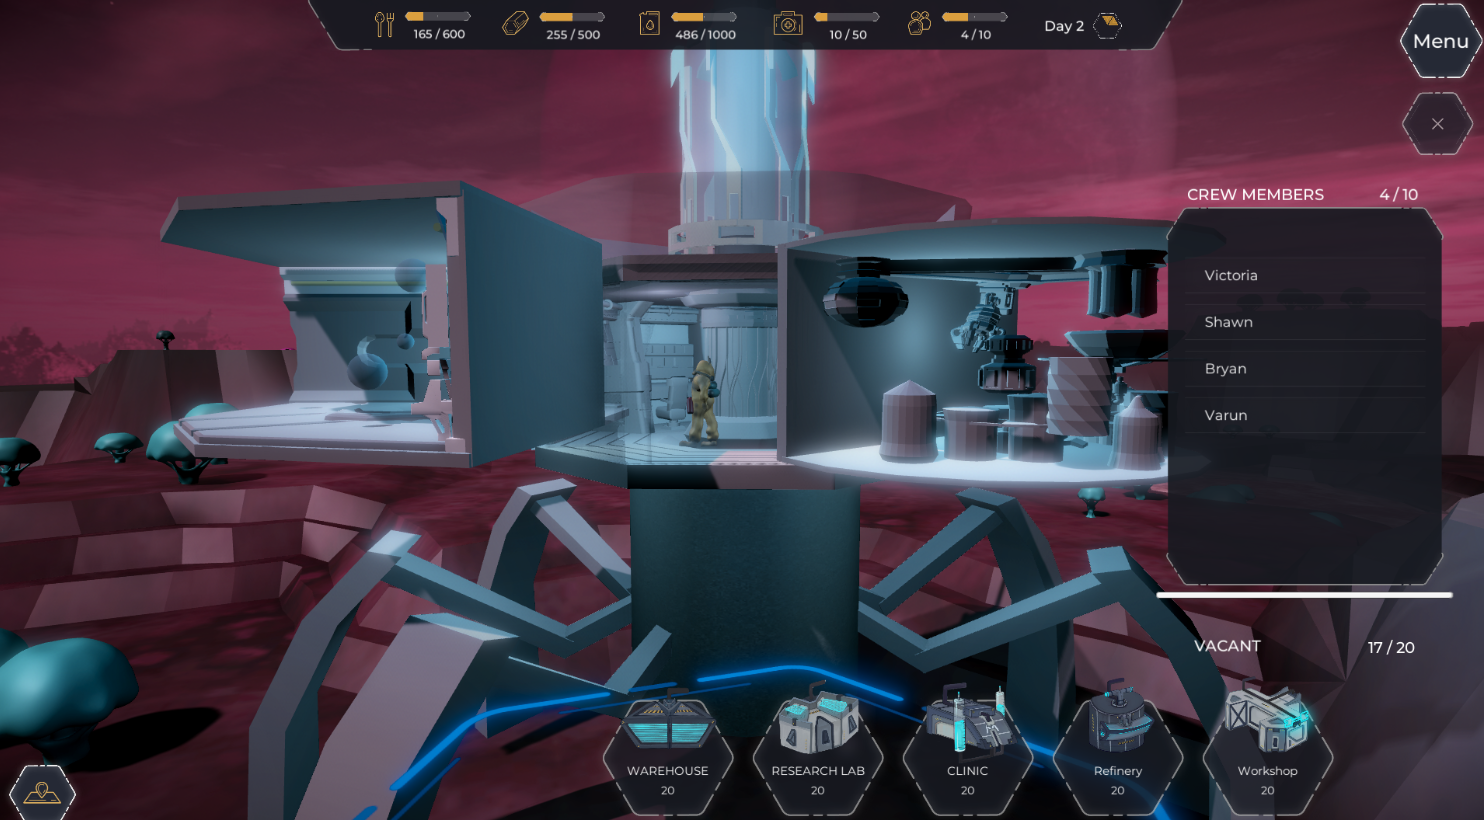 165 / 600
255 / 500
486 / 1000
10 / 50
4 / 10
Day 2
Menu
CREW MEMBERS 4 / 10
Victoria
Shawn
Bryan
Varun
VACANT 17 / 20
WAREHOUSE
20
RESEARCH LAB
20
CLINIC
20
Refinery
20
Workshop
20